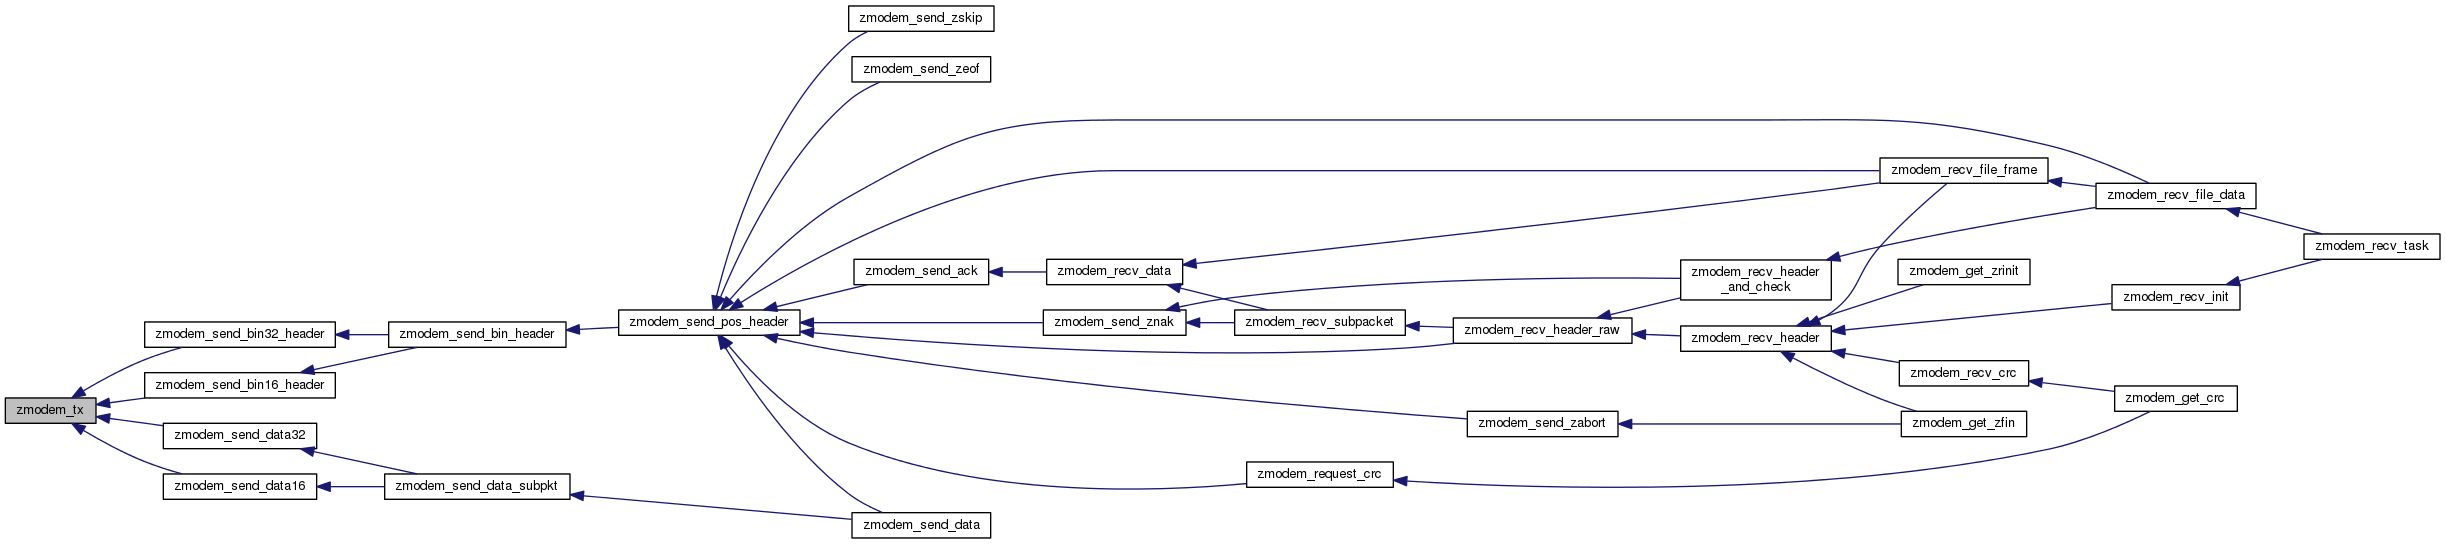 zmodem_send_zskip
zmodem_send_zeof
zmodem_recv_file_frame
zmodem_recv_file_data
zmodem_recv_task
zmodem_send_ack
zmodem_recv_data
zmodem_recv_header
_and_check
zmodem_get_zrinit
zmodem_recv_init
zmodem_send_pos_header
zmodem_send_znak
zmodem_recv_subpacket
zmodem_recv_header_raw
zmodem_recv_header
zmodem_send_bin32_header
zmodem_send_bin_header
zmodem_send_bin16_header
zmodem_recv_crc
zmodem_get_crc
zmodem_tx
zmodem_send_zabort
zmodem_get_zfin
zmodem_send_data32
zmodem_request_crc
zmodem_send_data16
zmodem_send_data_subpkt
zmodem_send_data